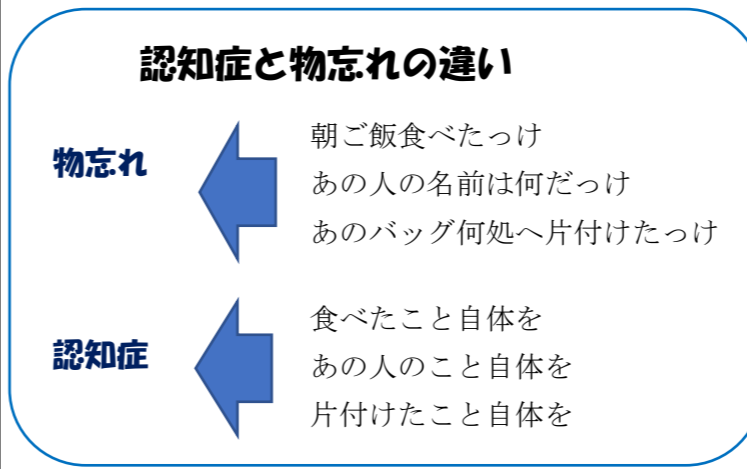 認知症と物忘れの違い
物忘れ
朝ご飯食べたっけ
あの人の名前は何だっけ
あのバッグ何処へ片付けたっけ
認知症
食べたこと自体を
あの人のこと自体を
片付けたこと自体を